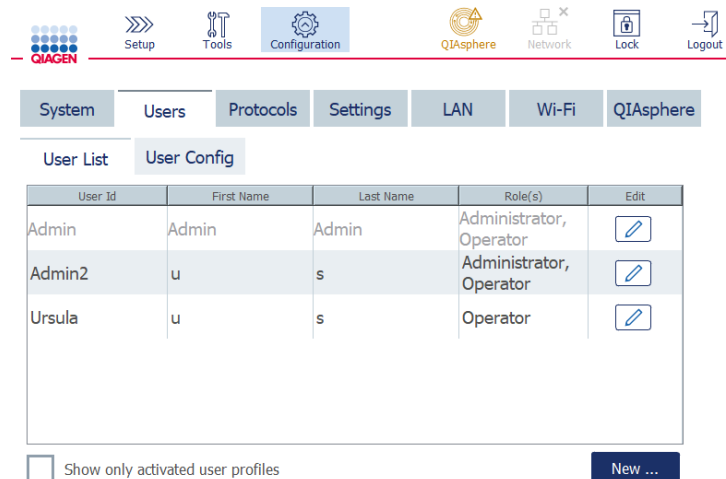 QIAGEN
Setup
Tools
Configuration
QIAsphere
Network
Lock
Logout
System
Users
Protocols
Settings
LAN
Wi-Fi
QIAsphere
User List
User Config
User Id
First Name
Last Name
Role(s)
Edit
Admin
Admin
Admin
Administrator,
Operator
Admin2
u
s
Administrator,
Operator
Ursula
u
s
Operator
Show only activated user profiles
New ...